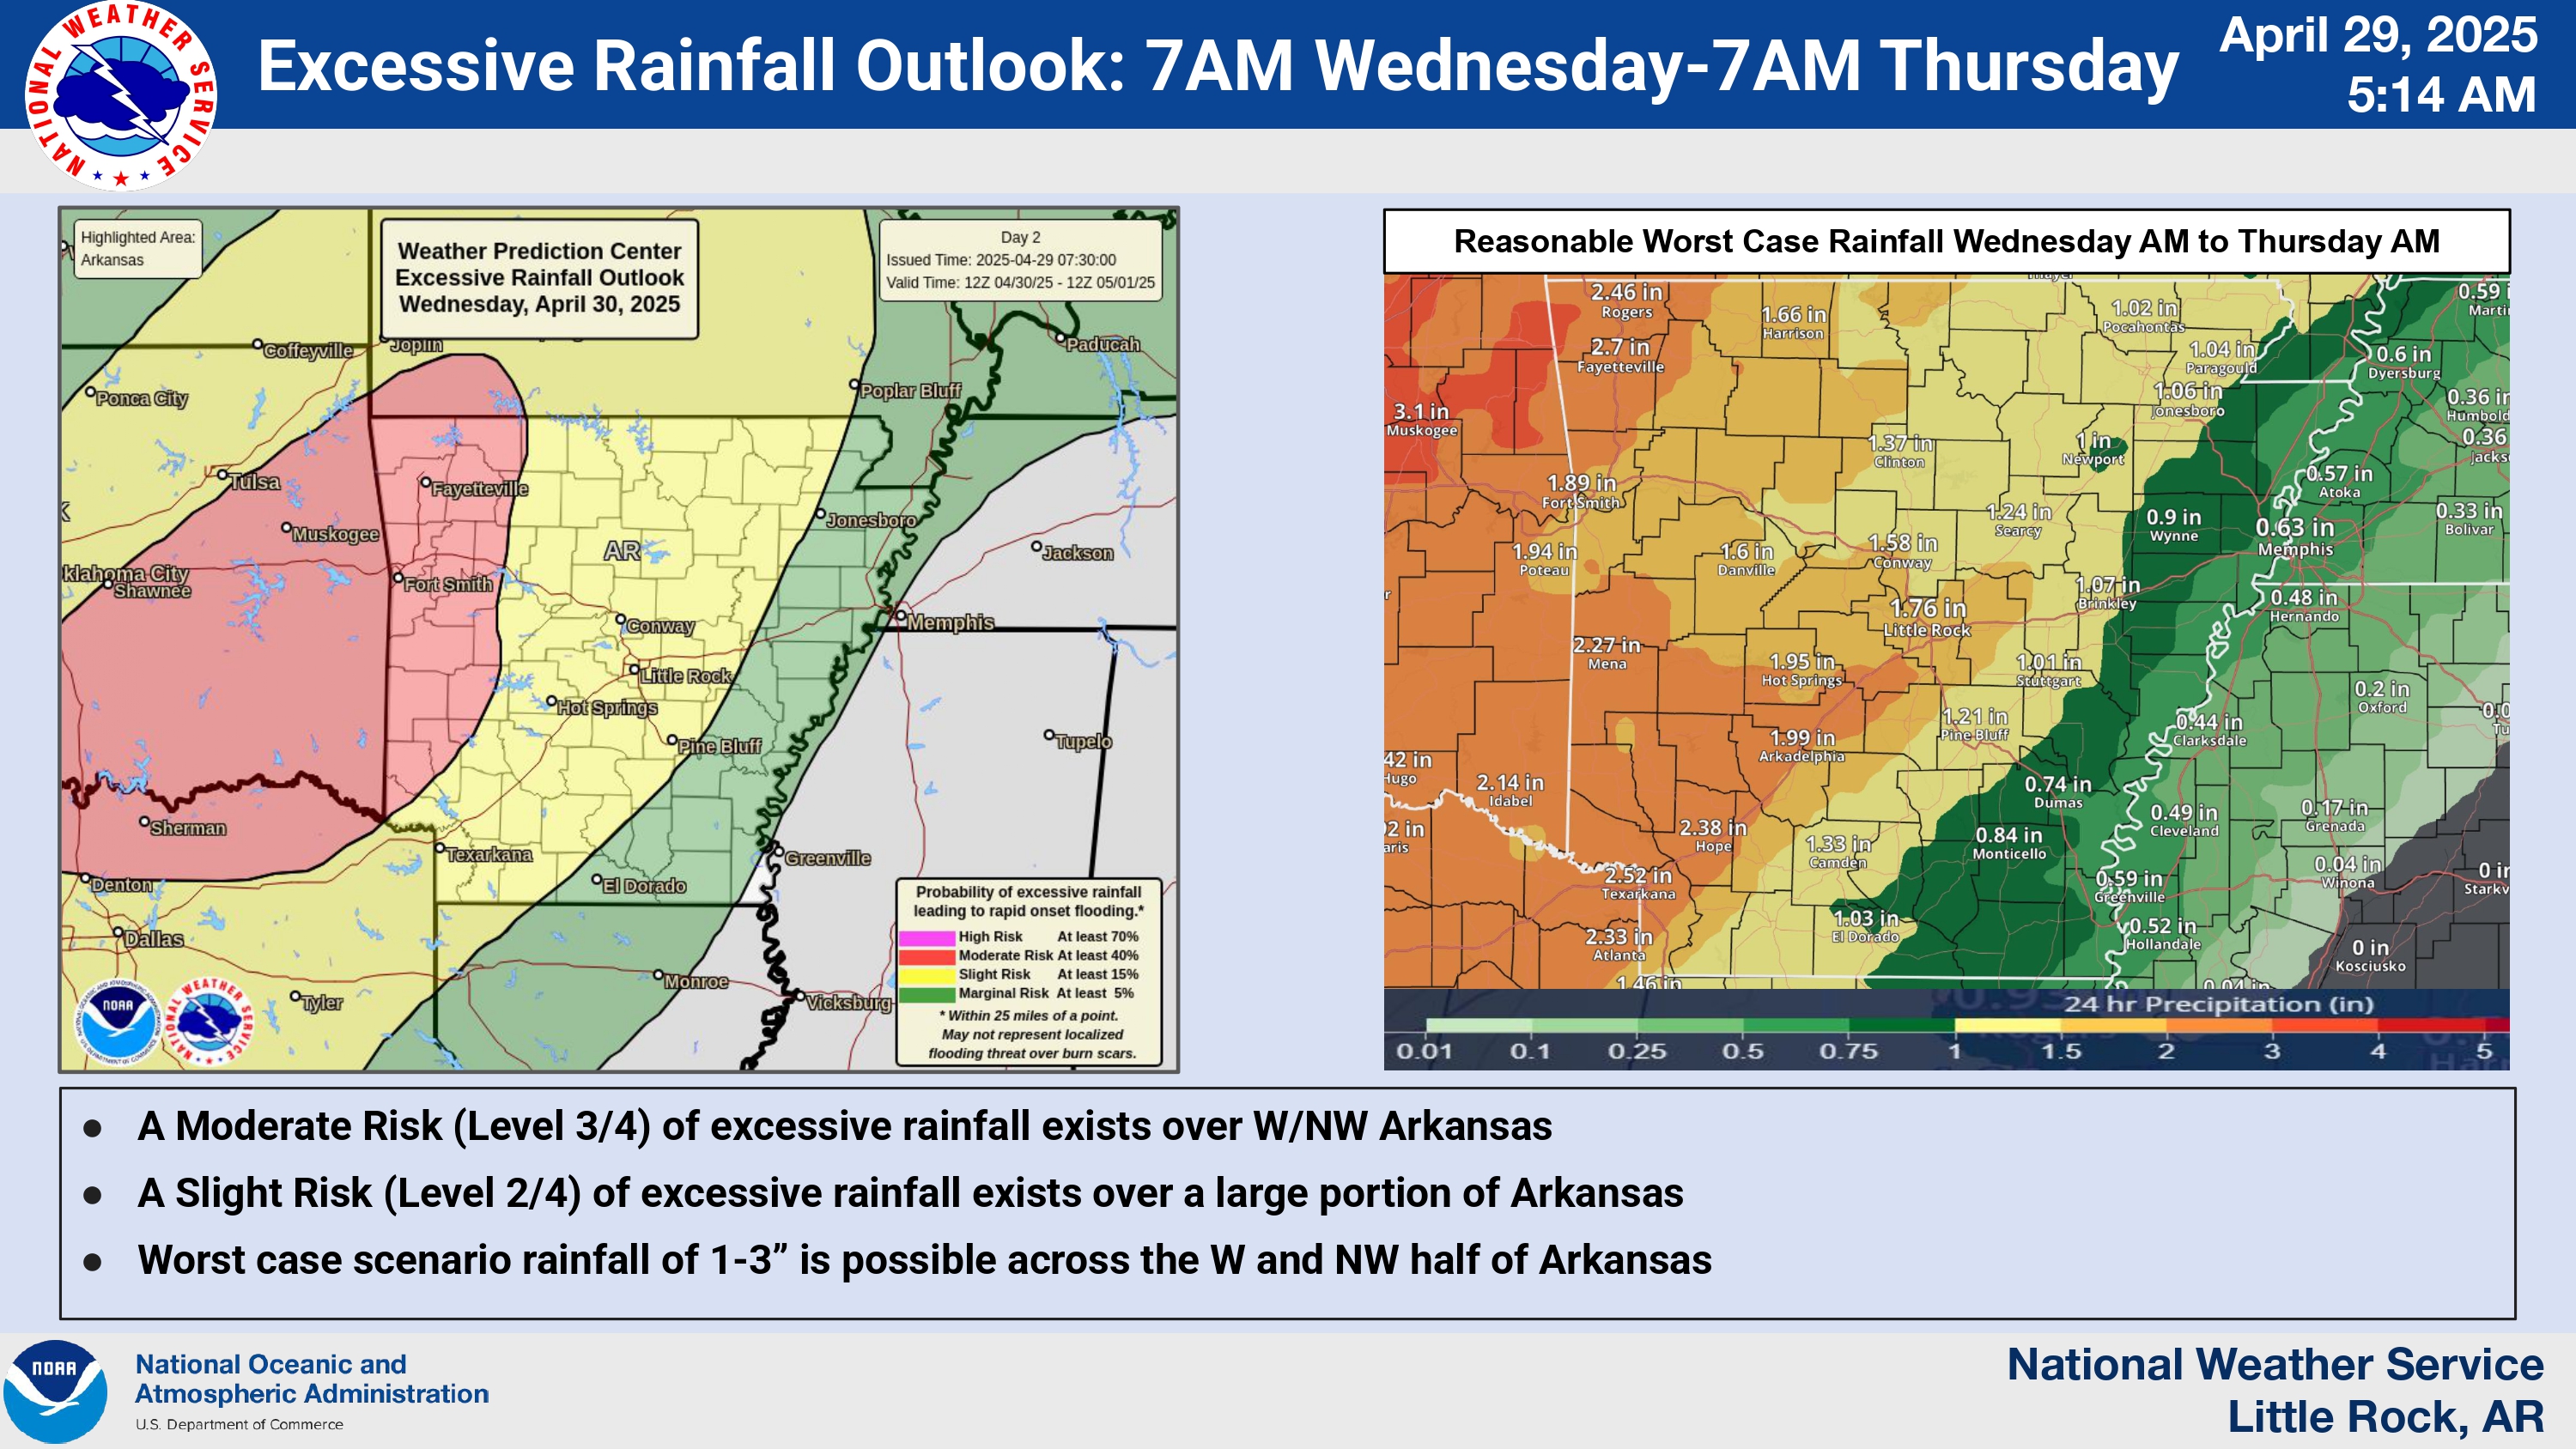 NATIONAL WEATHER SERVICE
Excessive Rainfall Outlook: 7AM Wednesday-7AM Thursday
April 29, 2025
5:14 AM
Highlighted Area:
Arkansas
Weather Prediction Center
Excessive Rainfall Outlook
Wednesday, April 30, 2025
Day 2
Issued Time: 2025-04-29 07:30:00
Valid Time: 12Z 04/30/25 - 12Z 05/01/25
Coffeyville
Joplin
Paducah
Ponca City
Poplar Bluff
Tulsa
Fayetteville
Muskogee
Jonesboro
AR
Jackson
klahoma City
Shawnee
Fort Smith
Conway
Memphis
Little Rock
Hot Springs
Pine Bluff
Tupelo
Sherman
Texarkana
Greenville
Denton
El Dorado
Dallas
Monroe
Tyler
Vicksburg
Probability of excessive rainfall
leading to rapid onset flooding.*
High Risk At least 70%
Moderate Risk At least 40%
Slight Risk At least 15%
Marginal Risk At least 5%
* Within 25 miles of a point.
May not represent localized
flooding threat over burn scars.
NOAA
NATIONAL WEATHER SERVICE
Reasonable Worst Case Rainfall Wednesday AM to Thursday AM
2.46 in
Rogers
1.66 in
Harrison
1.02 in
Pocahontas
0.59 i
Marti
2.7 in
Fayetteville
1.04 in
Paragould
0.6 in
Dyersburg
3.1 in
Muskogee
1.06 in
Jonesboro
0.36 in
Humbold
1.37 in
Clinton
1 in
Newport
0.36
Jacks
1.89 in
Fort Smith
0.57 in
Atoka
1.24 in
Searcy
0.9 in
Wynne
0.63 in
Memphis
0.33 in
Bolivar
1.94 in
Poteau
1.6 in
Danville
1.58 in
Conway
1.07 in
Brinkley
1.76 in
Little Rock
0.48 in
Hernando
2.27 in
Mena
1.95 in
Hot Springs
1.01 in
Stuttgart
0.2 in
Oxford
0.0
Tu
1.99 in
Arkadelphia
1.21 in
Pine Bluff
0.44 in
Clarksdale
42 in
Hugo
2.14 in
Idabel
0.74 in
Dumas
0.49 in
Cleveland
0.17 in
Grenada
2 in
aris
2.38 in
Hope
1.33 in
Camden
0.84 in
Monticello
2.52 in
Texarkana
0.59 in
Greenville
0.04 in
Winona
0 in
Starkv
2.33 in
Atlanta
1.03 in
El Dorado
0.52 in
Hollandale
0 in
Kosciusko
1.46 in
0.04 in
24 hr Precipitation (in)
0.01 0.1 0.25 0.5 0.75 1 1.5 2 3 4 5
● A Moderate Risk (Level 3/4) of excessive rainfall exists over W/NW Arkansas
● A Slight Risk (Level 2/4) of excessive rainfall exists over a large portion of Arkansas
● Worst case scenario rainfall of 1-3” is possible across the W and NW half of Arkansas
NOAA
National Oceanic and
Atmospheric Administration
U.S. Department of Commerce
National Weather Service
Little Rock, AR